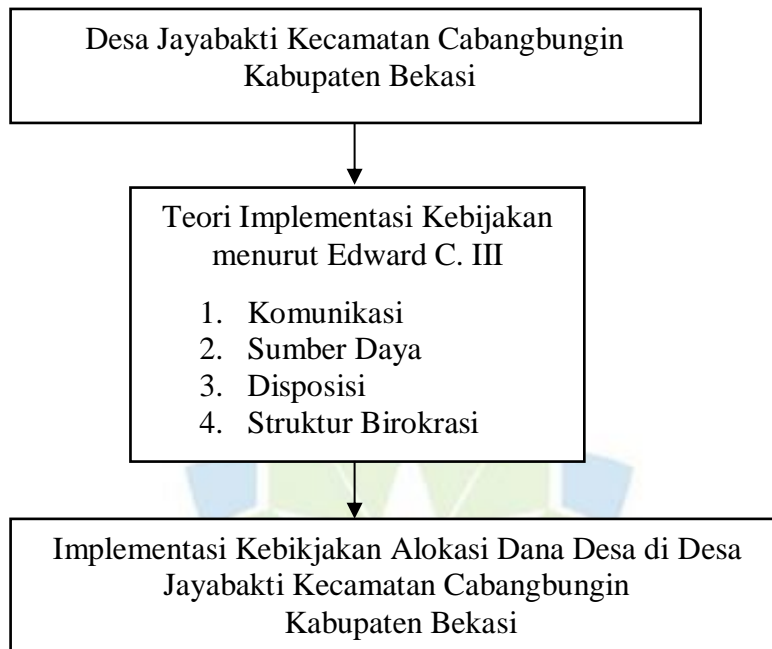 Desa Jayabakti Kecamatan Cabangbungin
Kabupaten Bekasi
Teori Implementasi Kebijakan
menurut Edward C. III
1. Komunikasi
2. Sumber Daya
3. Disposisi
4. Struktur Birokrasi
Implementasi Kebikjakan Alokasi Dana Desa di Desa
Jayabakti Kecamatan Cabangbungin
Kabupaten Bekasi